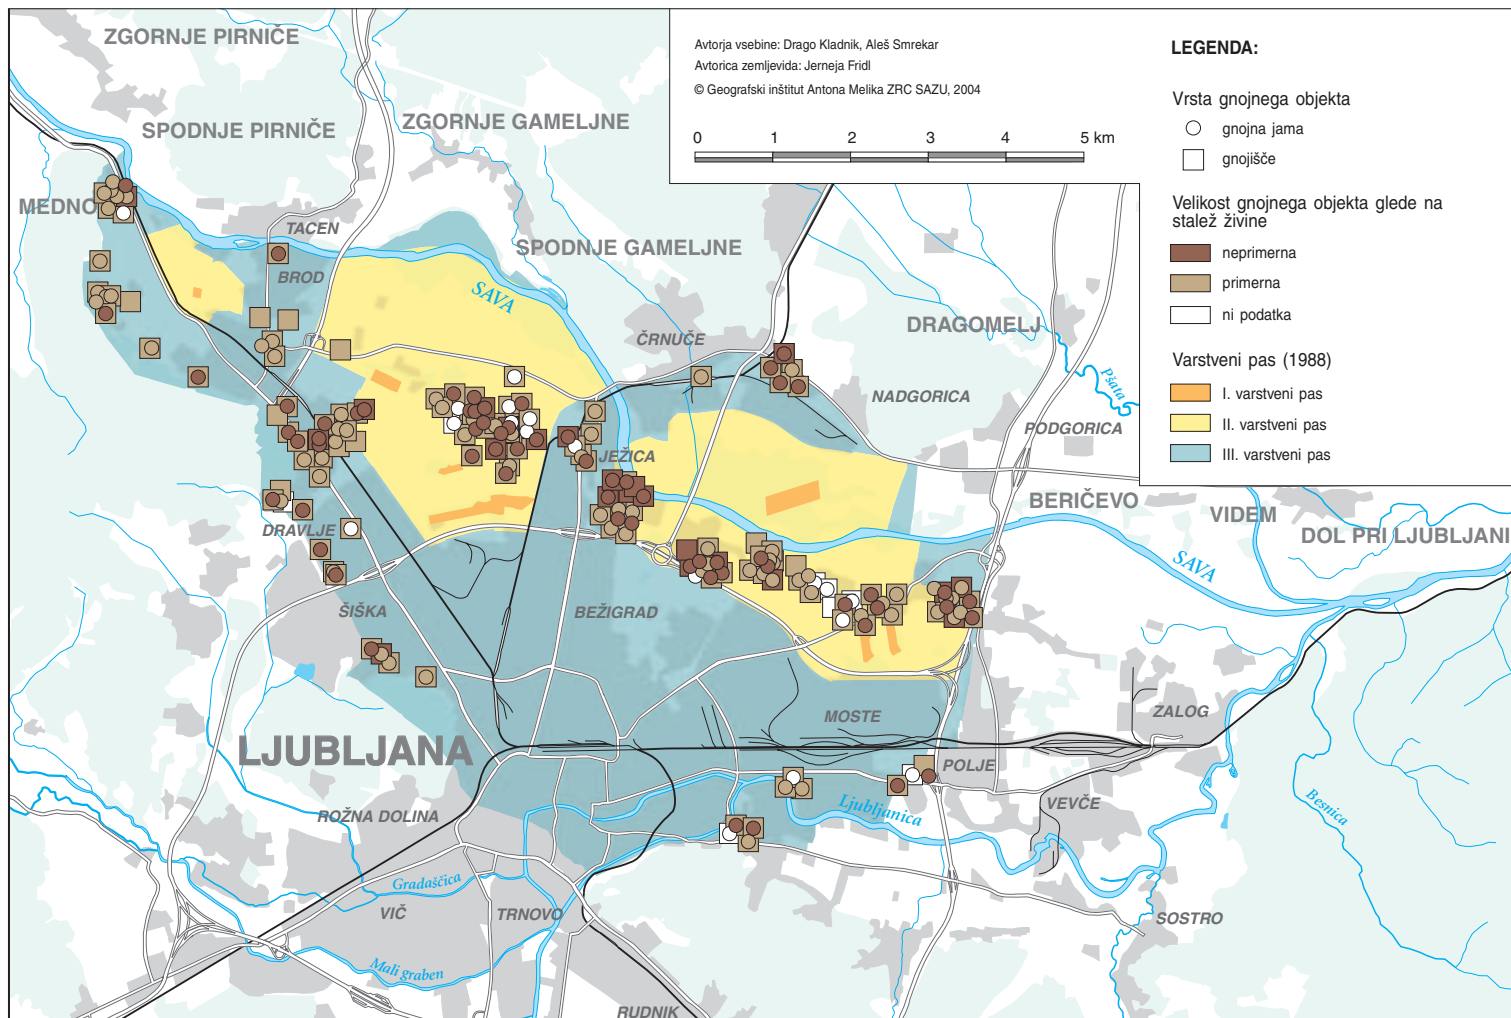 ZGORNJE PIRNIČE
SPODNJE PIRNIČE
ZGORNJE GAMELJNE
MEDNO
TACEN
BROD
SPODNJE GAMELJNE
SAVA
ČRNUČE
DRAGOMELJ
Pšata
NADGORICA
PODGORICA
JEŽICA
BERIČEVO
VIDEM
DOL PRI LJUBLJANI
SAVA
DRAVLJE
ŠIŠKA
BEŽIGRAD
MOSTE
ZALOG
LJUBLJANA
POLJE
VEVČE
Ljubljanica
Besnica
ROŽNA DOLINA
Gradaščica
VIČ
TRNOVO
SOSTRO
Mali graben
RUDNIK
Avtorja vsebine: Drago Kladnik, Aleš Smrekar
Avtorica zemljevida: Jerneja Fridl
© Geografski inštitut Antona Melika ZRC SAZU, 2004
0 1 2 3 4 5 km
LEGENDA:
Vrsta gnojnega objekta
gnojna jama
gnojišče
Velikost gnojnega objekta glede na
stalež živine
neprimerna
primerna
ni podatka
Varstveni pas (1988)
I. varstveni pas
II. varstveni pas
III. varstveni pas